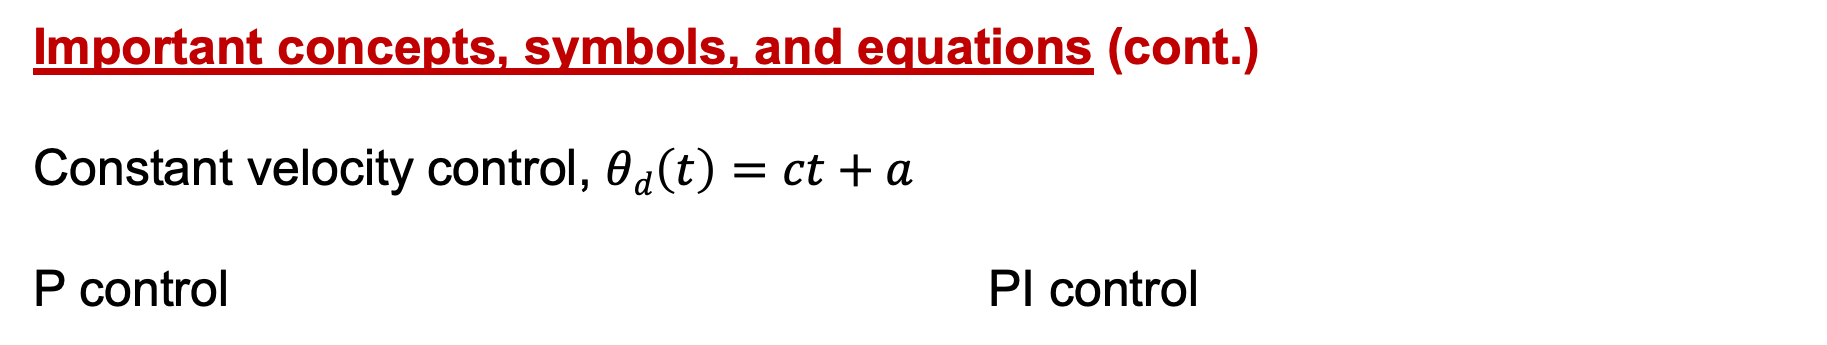 Important concepts, symbols, and equations (cont.)
Constant velocity control, θ_d(t) = ct + a
P control PI control